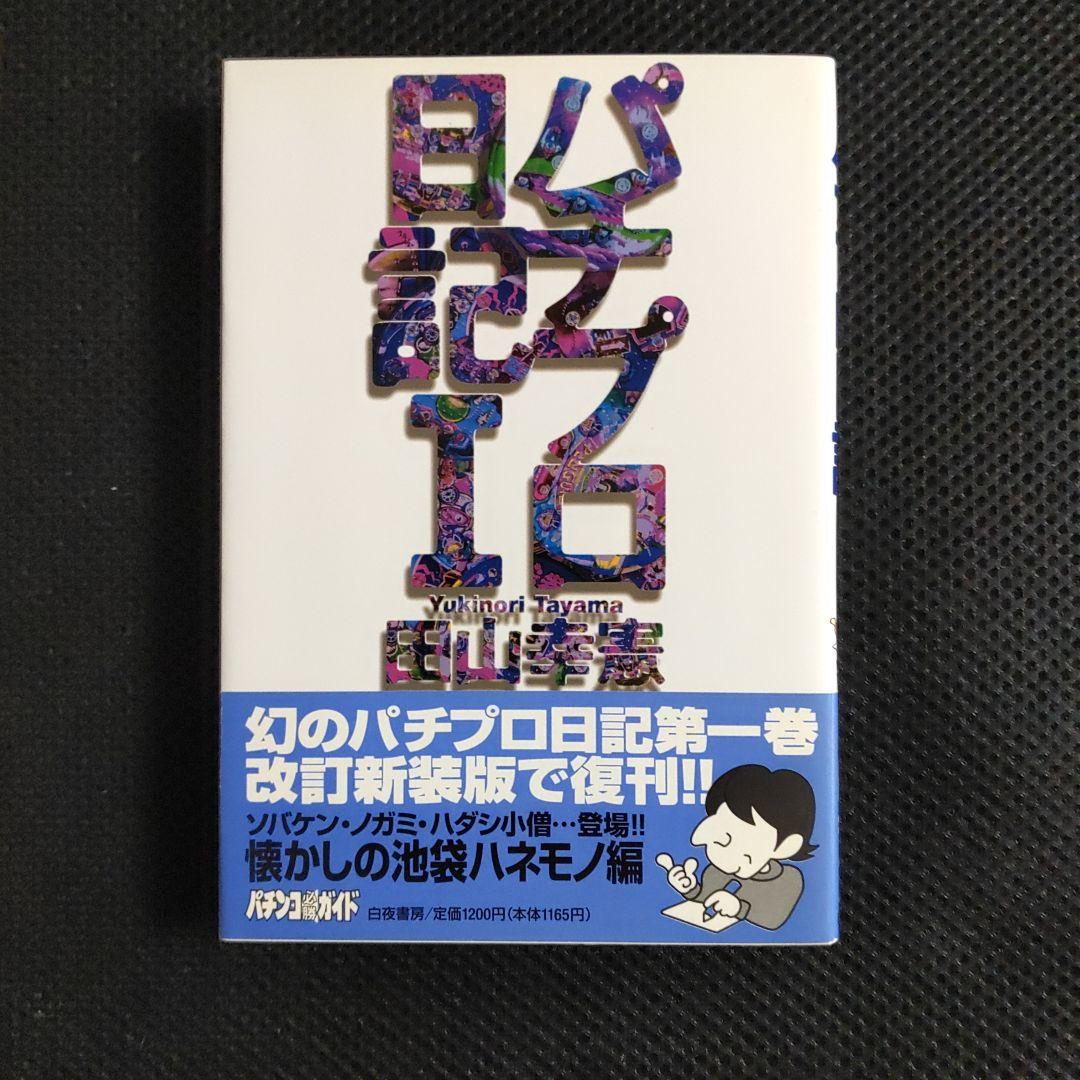 パチプロ
日記I
Yukinori Tayama
田山幸憲
幻のパチプロ日記第一巻
改訂新装版で復刊!!
ソバケン・ノガミ・ハダシ小僧…登場!!
懐かしの池袋ハネモノ編
パチンコ必勝ガイド
白夜書房/定価1200円(本体1165円)